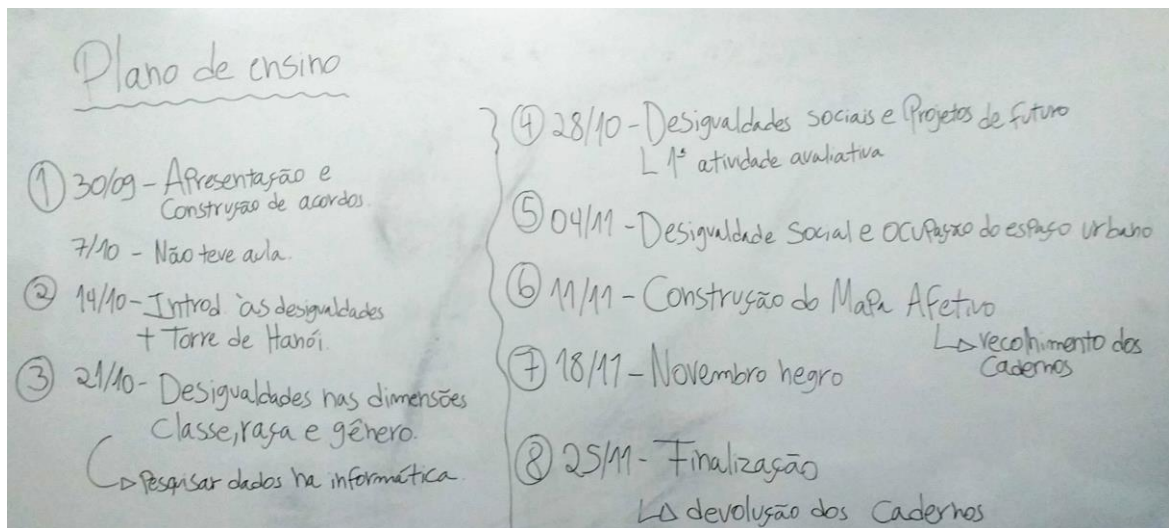 Plano de ensino
① 30/09 - Apresentação e
Construção de acordos.
7/10 - Não teve aula.
② 14/10 - Introd. às desigualdades
+ Torre de Hanói.
③ 21/10 - Desigualdades nas dimensões
Classe, raça e gênero.
↳ Pesquisar dados na informática.
④ 28/10 - Desigualdades sociais e Projetos de futuro
↳ 1ª atividade avaliativa
⑤ 04/11 - Desigualdade Social e ocupação do espaço urbano
⑥ 11/11 - Construção do Mapa Afetivo
↳ recolhimento dos
Cadernos
⑦ 18/11 - Novembro negro
⑧ 25/11 - Finalização
↳ devolução dos Cadernos